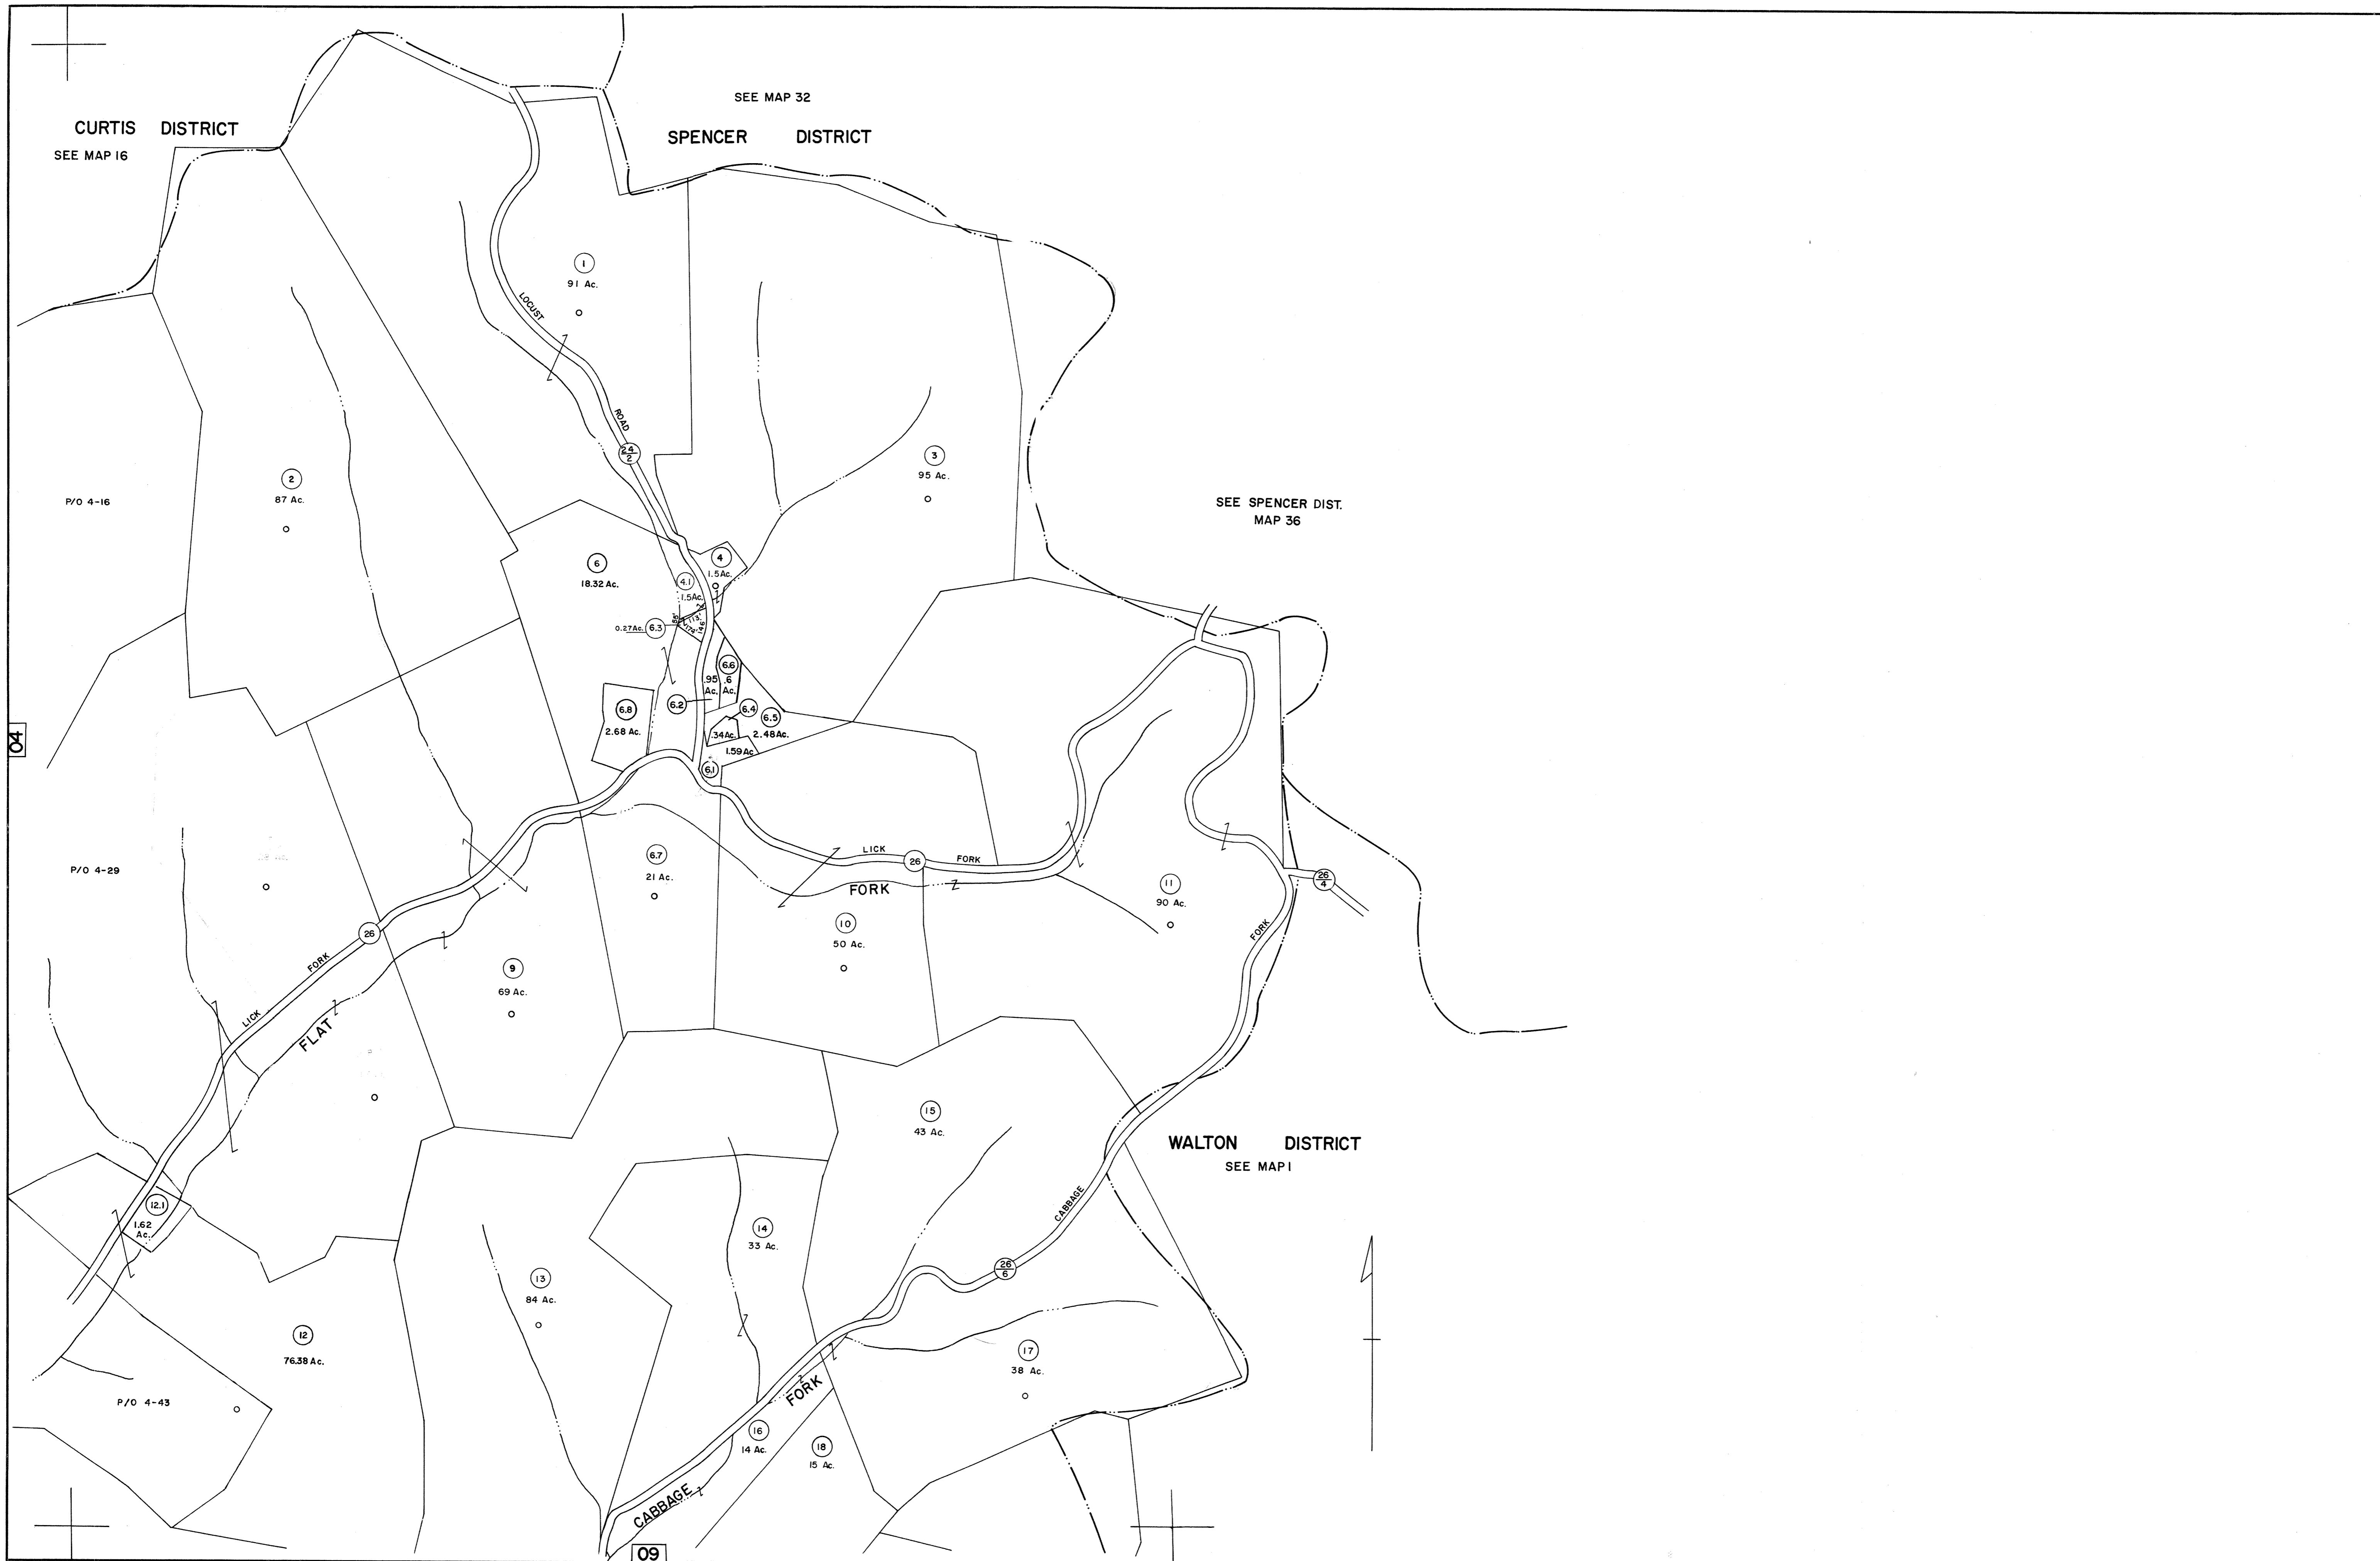 SEE MAP 32
CURTIS DISTRICT
SPENCER DISTRICT
SEE MAP 16
1
91 Ac.
LOCUST
ROAD
24
2
3
95 Ac.
2
87 Ac.
P/O 4-16
SEE SPENCER DIST.
MAP 36
6
18.32 Ac.
4
1.5 Ac.
4.1
1.5 Ac.
0.27 Ac.
6.3
113'
174'
146'
6.6
.95
Ac.
.6
Ac.
6.2
6.8
2.68 Ac.
6.4
6.5
.34 Ac.
2.48 Ac.
1.59 Ac.
6.1
04
6.7
21 Ac.
LICK
26
FORK
FORK
P/O 4-29
11
90 Ac.
26
4
10
50 Ac.
FORK
26
FORK
LICK
FLAT
9
69 Ac.
15
43 Ac.
WALTON DISTRICT
SEE MAP 1
12.1
1.62
Ac.
CABBAGE
14
33 Ac.
26
6
13
84 Ac.
12
76.38 Ac.
17
38 Ac.
P/O 4-43
FORK
16
14 Ac.
18
15 Ac.
CABBAGE
09